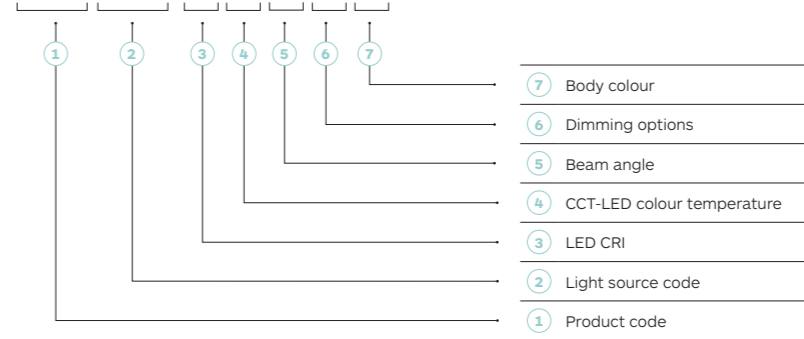 1 2 3 4 5 6 7
7 Body colour
6 Dimming options
5 Beam angle
4 CCT-LED colour temperature
3 LED CRI
2 Light source code
1 Product code